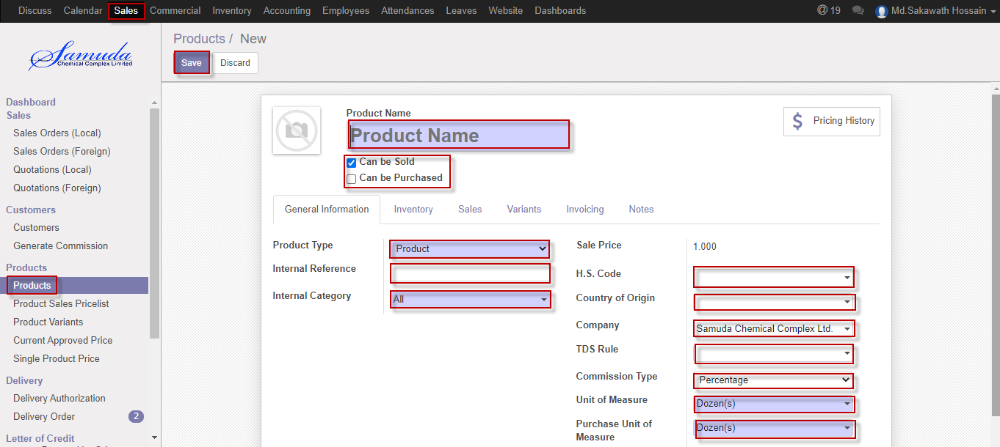 Discuss Calendar Sales Commercial Inventory Accounting Employees Attendances Leaves Website Dashboards @ 19 Md.Sakawath Hossain
Samuda
Chemical Complex Limited
Dashboard
Sales
Sales Orders (Local)
Sales Orders (Foreign)
Quotations (Local)
Quotations (Foreign)
Customers
Customers
Generate Commission
Products
Products
Product Sales Pricelist
Product Variants
Current Approved Price
Single Product Price
Delivery
Delivery Authorization
Delivery Order 2
Letter of Credit
Products / New
Save Discard
Product Name
Product Name
Can be Sold
Can be Purchased
$ Pricing History
General Information Inventory Sales Variants Invoicing Notes
Product Type Product
Internal Reference
Internal Category All
Sale Price 1.000
H.S. Code
Country of Origin
Company Samuda Chemical Complex Ltd.
TDS Rule
Commission Type Percentage
Unit of Measure Dozen(s)
Purchase Unit of Dozen(s)
Measure